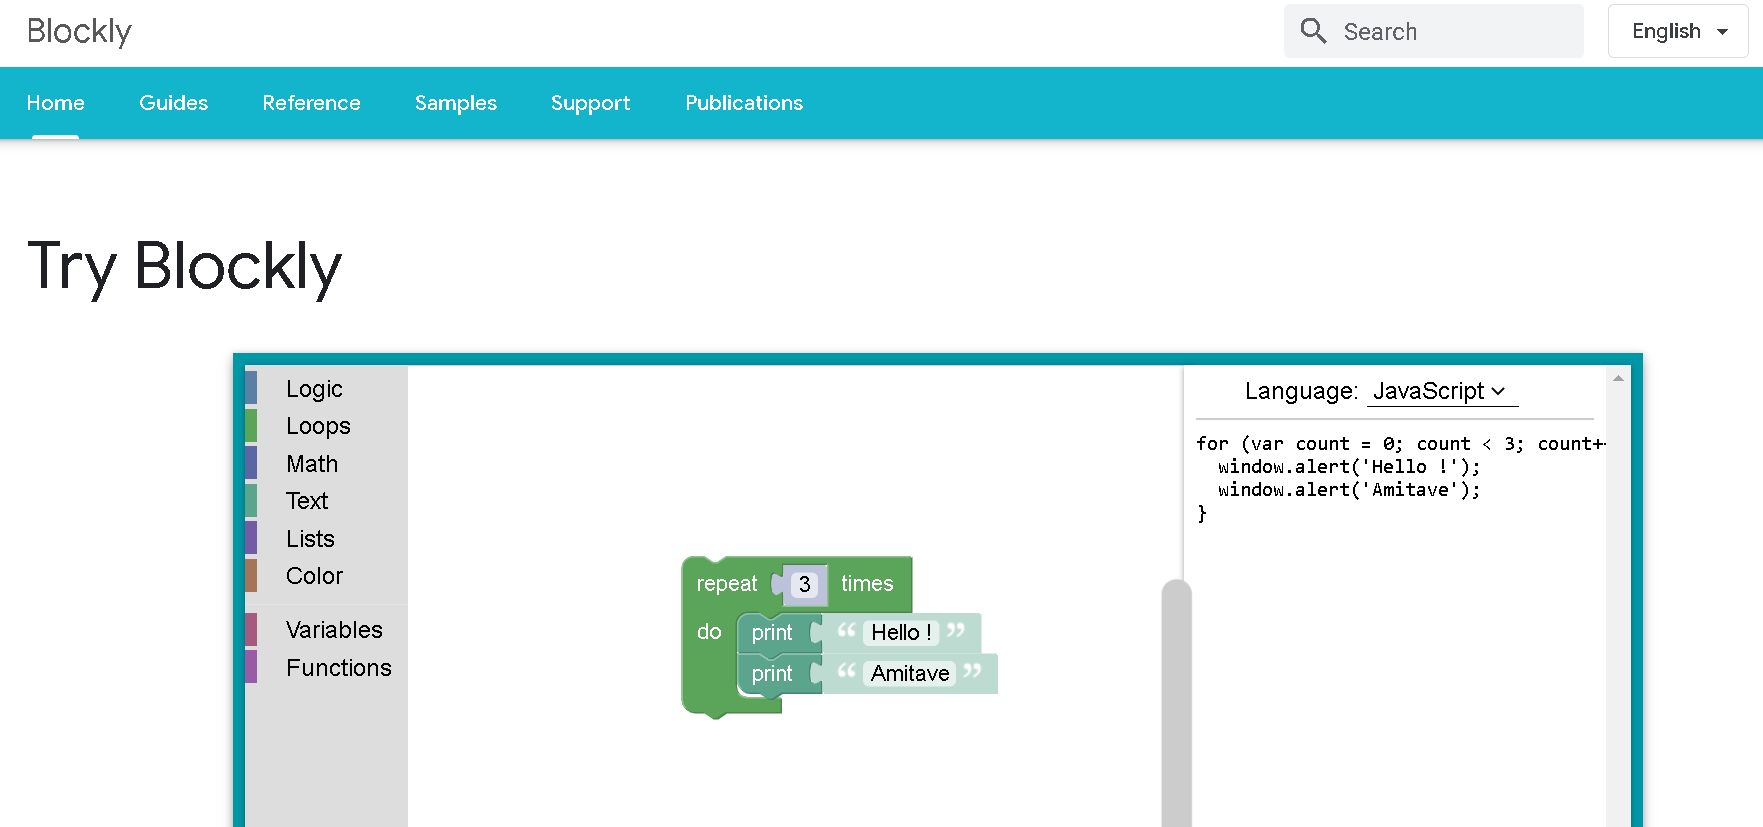 Blockly
Search
English
Home Guides Reference Samples Support Publications
Try Blockly
Logic
Loops
Math
Text
Lists
Color
Variables
Functions
repeat 3 times
do print “ Hello ! ”
print “ Amitave ”
Language: JavaScript
for (var count = 0; count < 3; count+
window.alert('Hello !');
window.alert('Amitave');
}